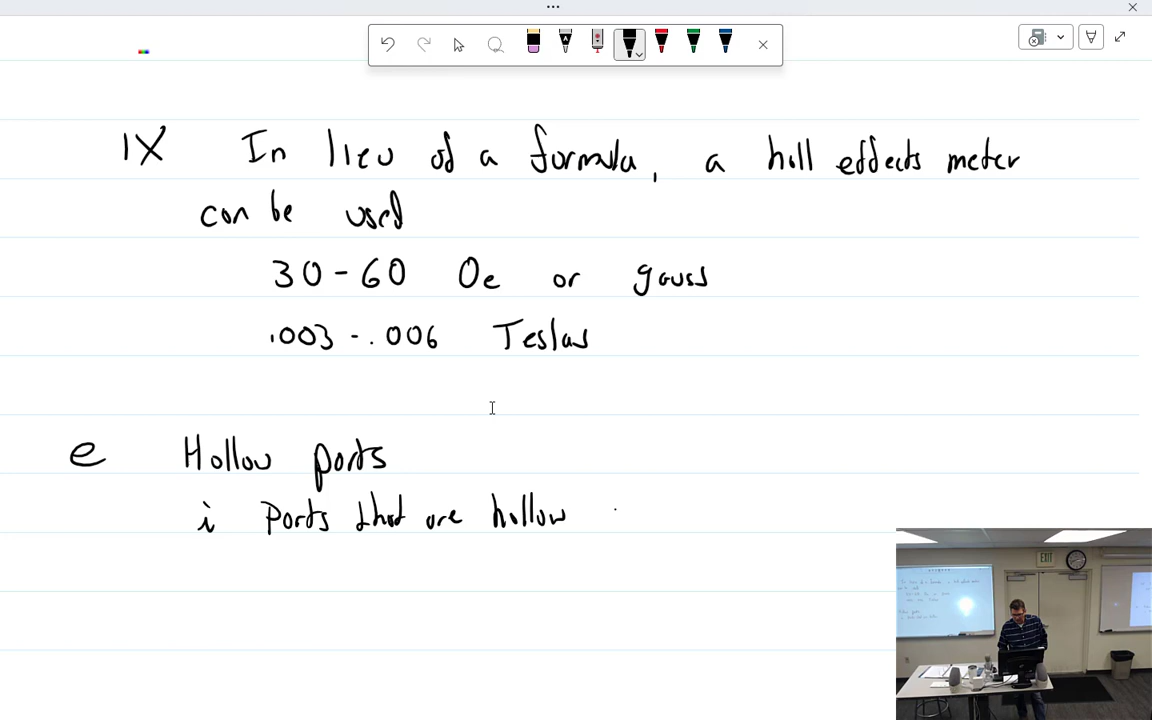 IX In lieu of a formula, a hall effects meter
can be used
30-60 Oe or gauss
.003 - .006 Teslas
e Hollow parts
i Parts that are hollow
EXIT